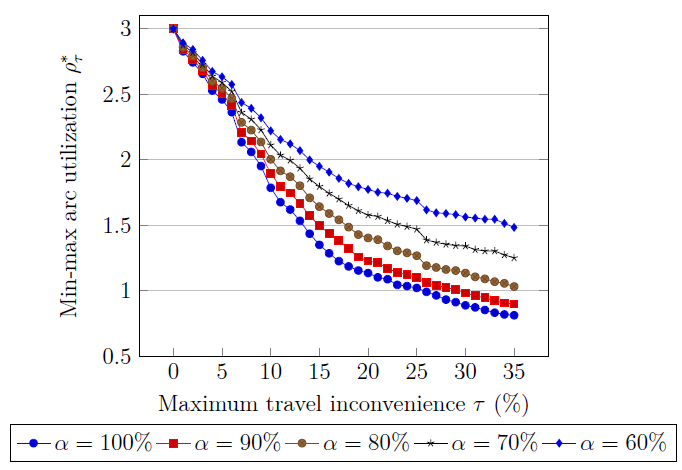 3
2.5
2
1.5
1
0.5
Min-max arc utilization ρ*τ
0 5 10 15 20 25 30 35
Maximum travel inconvenience τ (%)
α = 100% α = 90% α = 80% α = 70% α = 60%